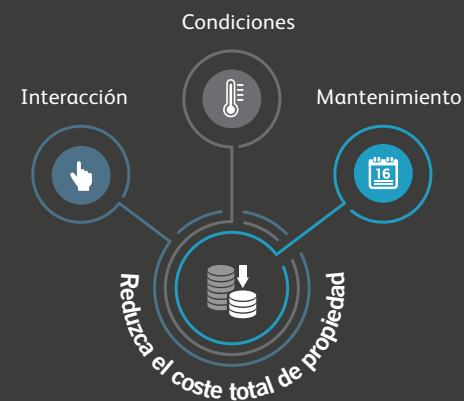 Condiciones
Interacción
Mantenimiento
16
Reduzca el coste total de propiedad